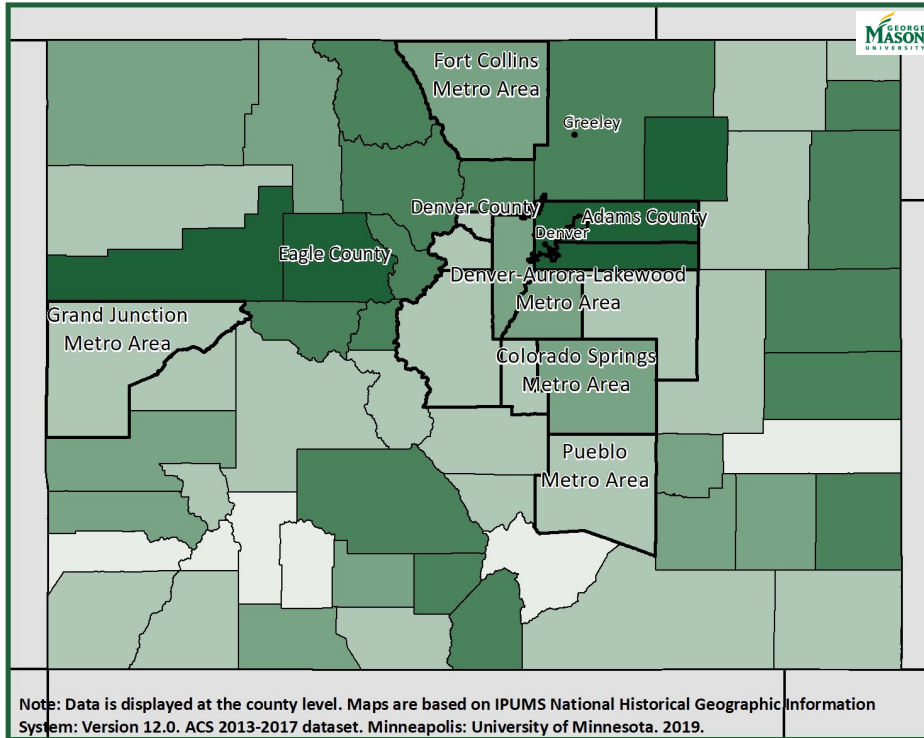 GEORGE
MASON
UNIVERSITY
Fort Collins
Metro Area
Greeley
Denver County
Adams County
Denver
Eagle County
Denver-Aurora-Lakewood
Metro Area
Grand Junction
Metro Area
Colorado Springs
Metro Area
Pueblo
Metro Area
Note: Data is displayed at the county level. Maps are based on IPUMS National Historical Geographic Information
System: Version 12.0. ACS 2013-2017 dataset. Minneapolis: University of Minnesota. 2019.